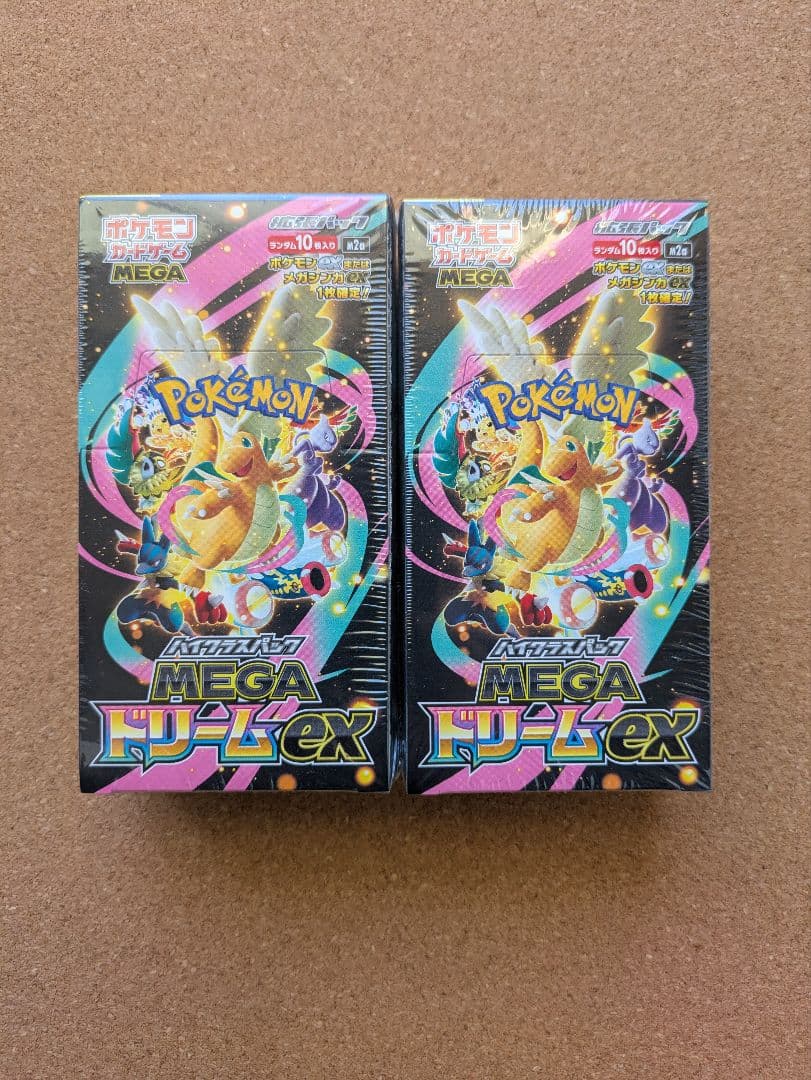 ポケモン
カードゲーム
MEGA
拡張パック
ランダム10枚入り
m2a
ポケモンexまたは
メガシンカex
1枚確定!!
POKéMON
ハイクラスパック
MEGA
ドリームex
ポケモン
カードゲーム
MEGA
拡張パック
ランダム10枚入り
m2a
ポケモンexまたは
メガシンカex
1枚確定!!
POKéMON
ハイクラスパック
MEGA
ドリームex